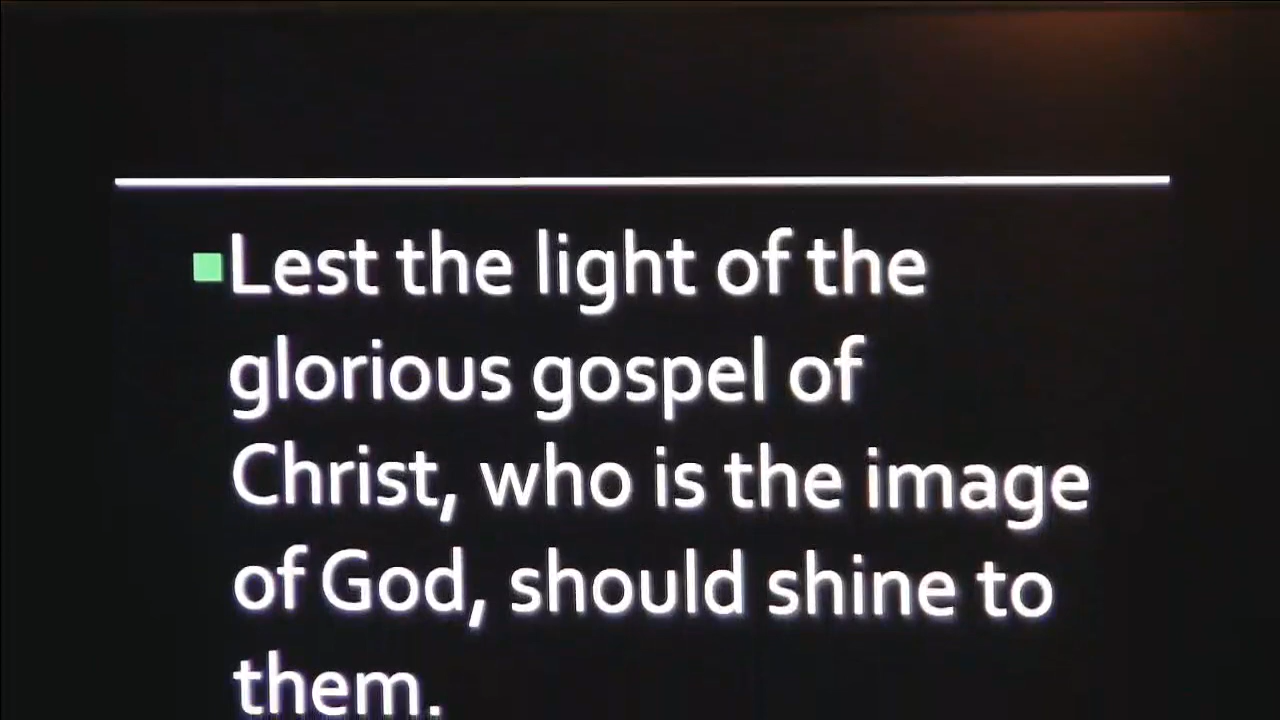 Lest the light of the
glorious gospel of
Christ, who is the image
of God, should shine to
them.